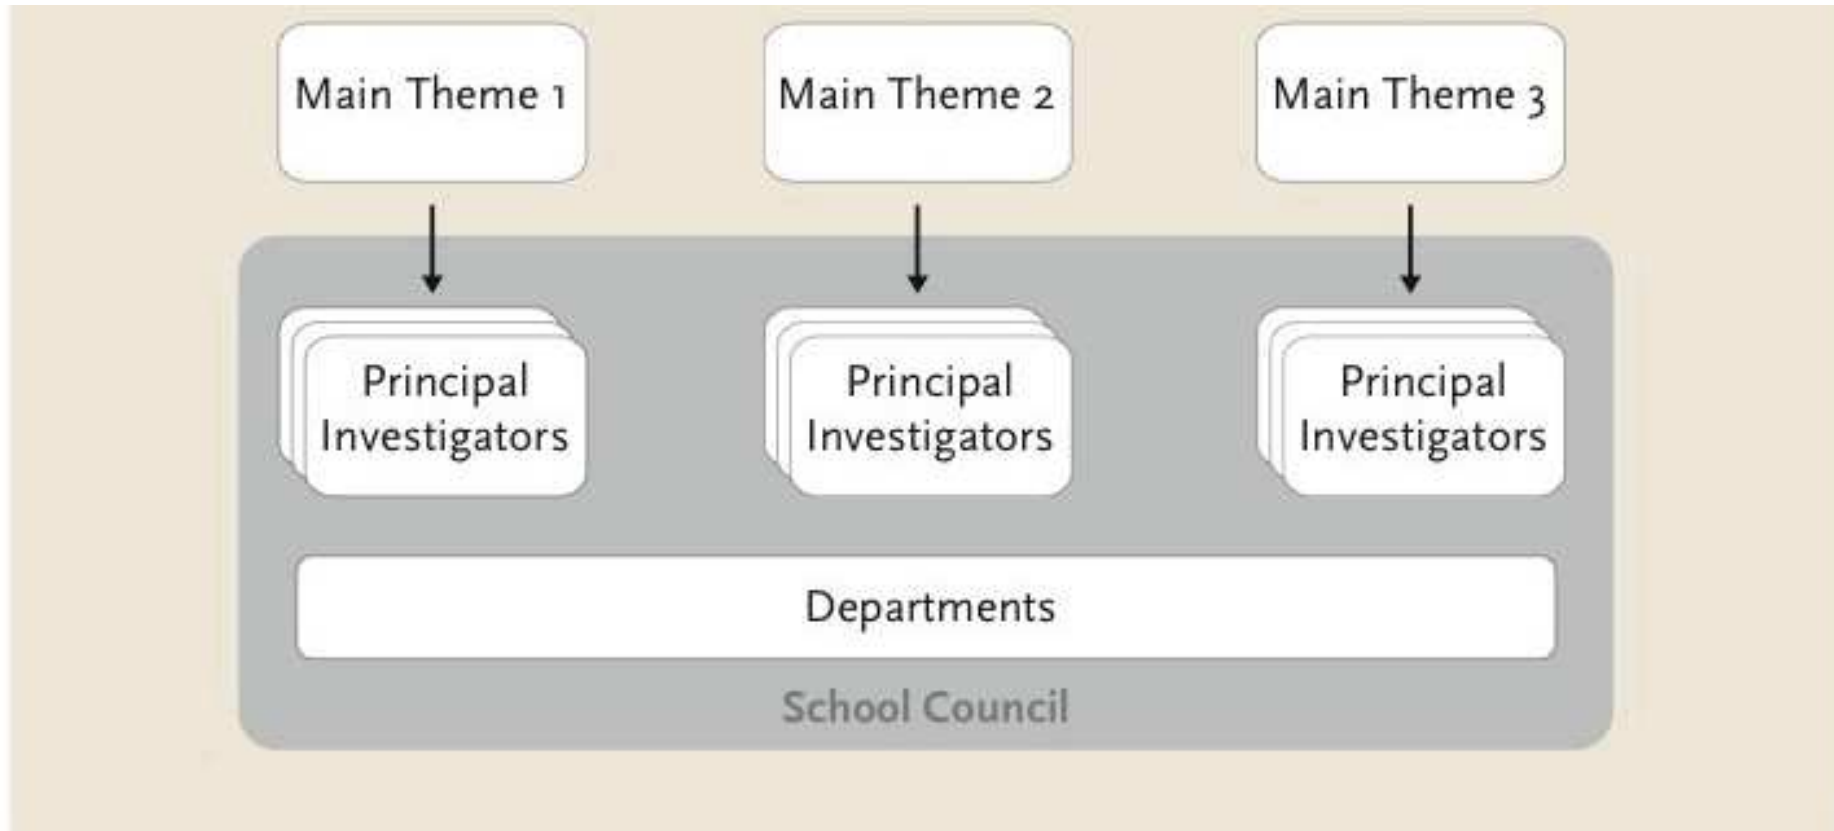 Main Theme 1
Main Theme 2
Main Theme 3
Principal
Investigators
Principal
Investigators
Principal
Investigators
Departments
School Council